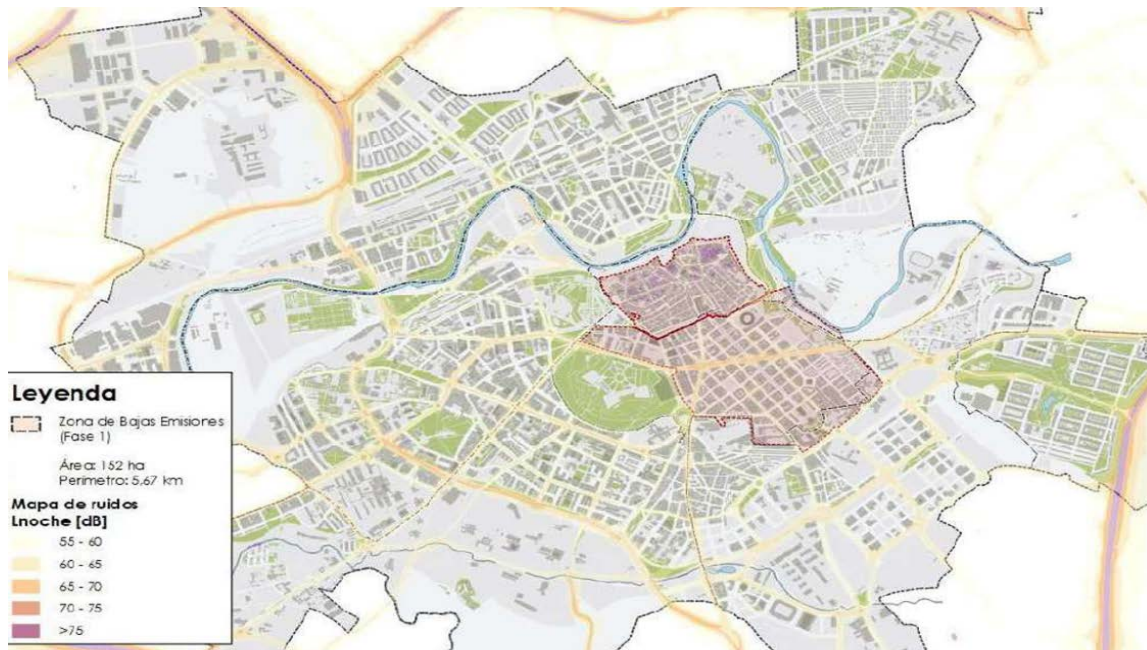 Leyenda
Zona de Bajas Emisiones
(Fase 1)
Área: 152 ha
Perímetro: 5,67 km
Mapa de ruidos
Lnoche [dB]
55 - 60
60 - 65
65 - 70
70 - 75
>75